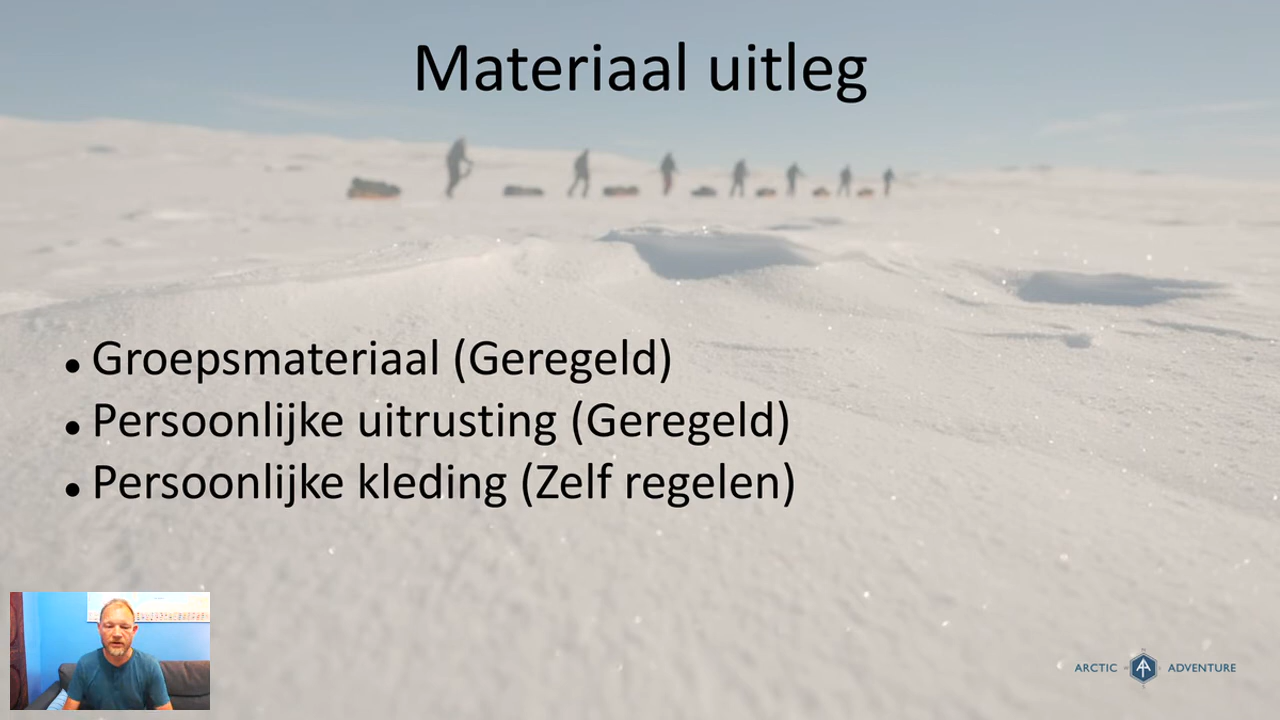 Materiaal uitleg
● Groepsmateriaal (Geregeld)
● Persoonlijke uitrusting (Geregeld)
● Persoonlijke kleding (Zelf regelen)
ARCTIC ADVENTURE